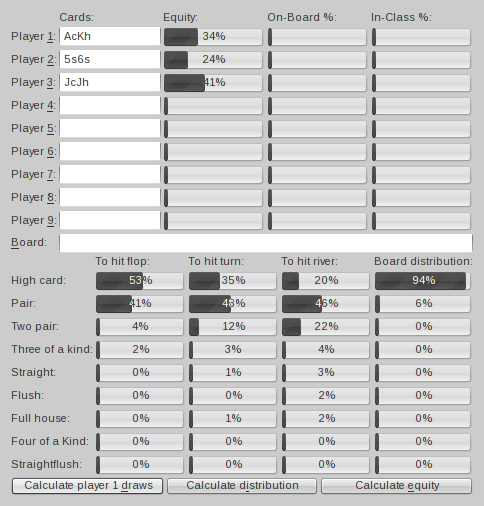 Cards: Equity: On-Board %: In-Class %:
Player 1: AcKh 34%
Player 2: 5s6s 24%
Player 3: JcJh 41%
Player 4:
Player 5:
Player 6:
Player 7:
Player 8:
Player 9:
Board:
To hit flop: To hit turn: To hit river: Board distribution:
High card: 53% 35% 20% 94%
Pair: 41% 43% 46% 6%
Two pair: 4% 12% 22% 0%
Three of a kind: 2% 3% 4% 0%
Straight: 0% 1% 3% 0%
Flush: 0% 0% 2% 0%
Full house: 0% 1% 2% 0%
Four of a Kind: 0% 0% 0% 0%
Straightflush: 0% 0% 0% 0%
Calculate player 1 draws Calculate distribution Calculate equity